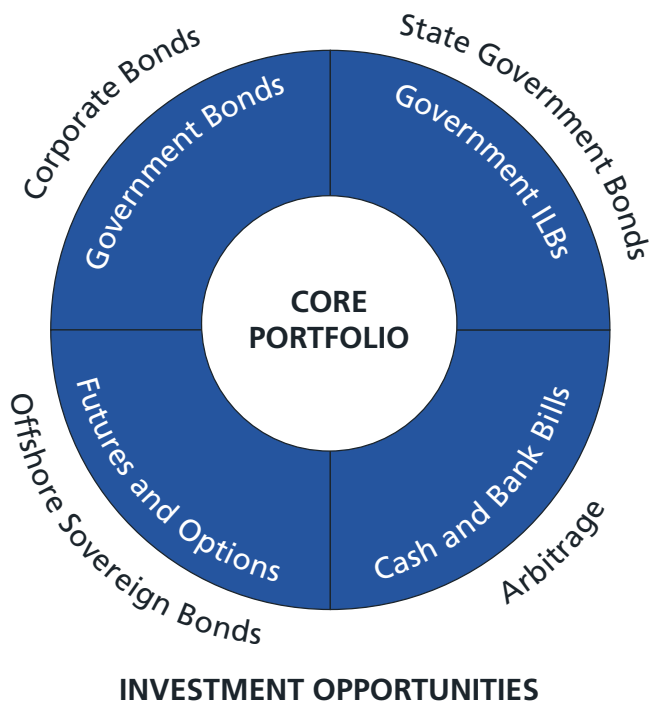 Corporate Bonds
State Government Bonds
Government Bonds
Government ILBs
CORE
PORTFOLIO
Futures and Options
Cash and Bank Bills
Offshore Sovereign Bonds
Arbitrage
INVESTMENT OPPORTUNITIES